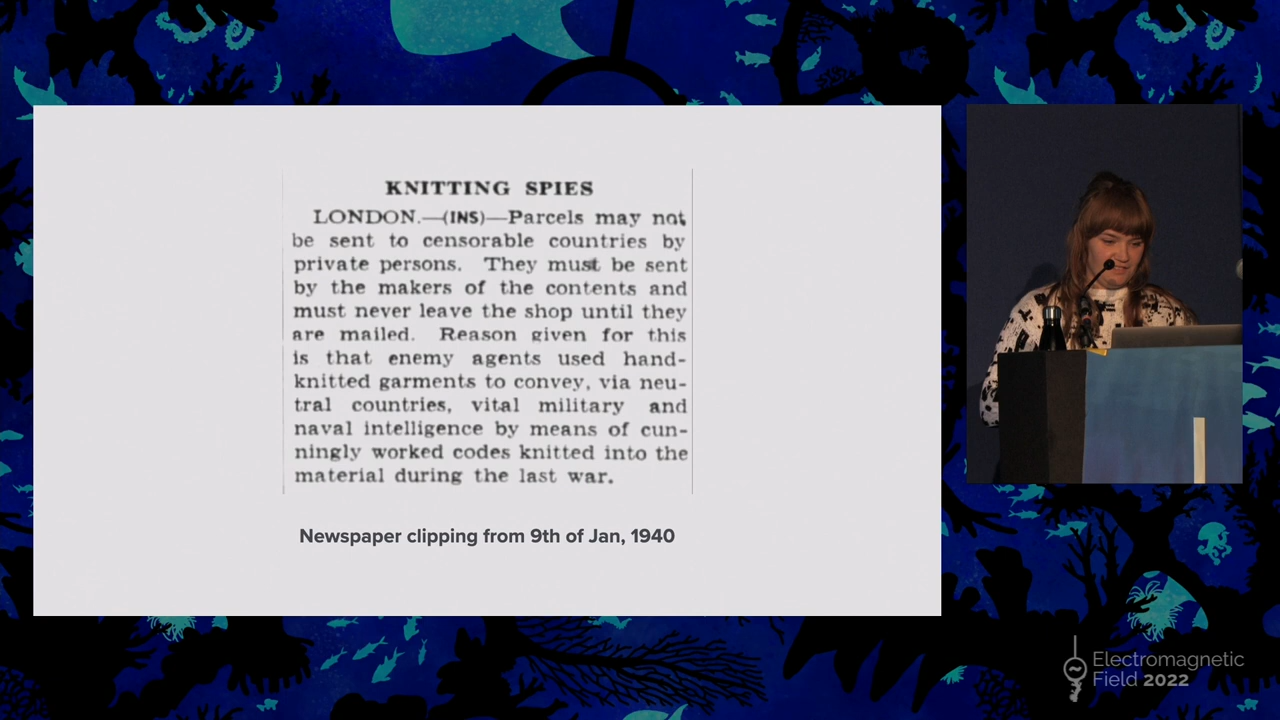 KNITTING SPIES
LONDON.—(INS)—Parcels may not
be sent to censorable countries by
private persons. They must be sent
by the makers of the contents and
must never leave the shop until they
are mailed. Reason given for this
is that enemy agents used hand-
knitted garments to convey, via neu-
tral countries, vital military and
naval intelligence by means of cun-
ningly worked codes knitted into the
material during the last war.
Newspaper clipping from 9th of Jan, 1940
Electromagnetic
Field 2022